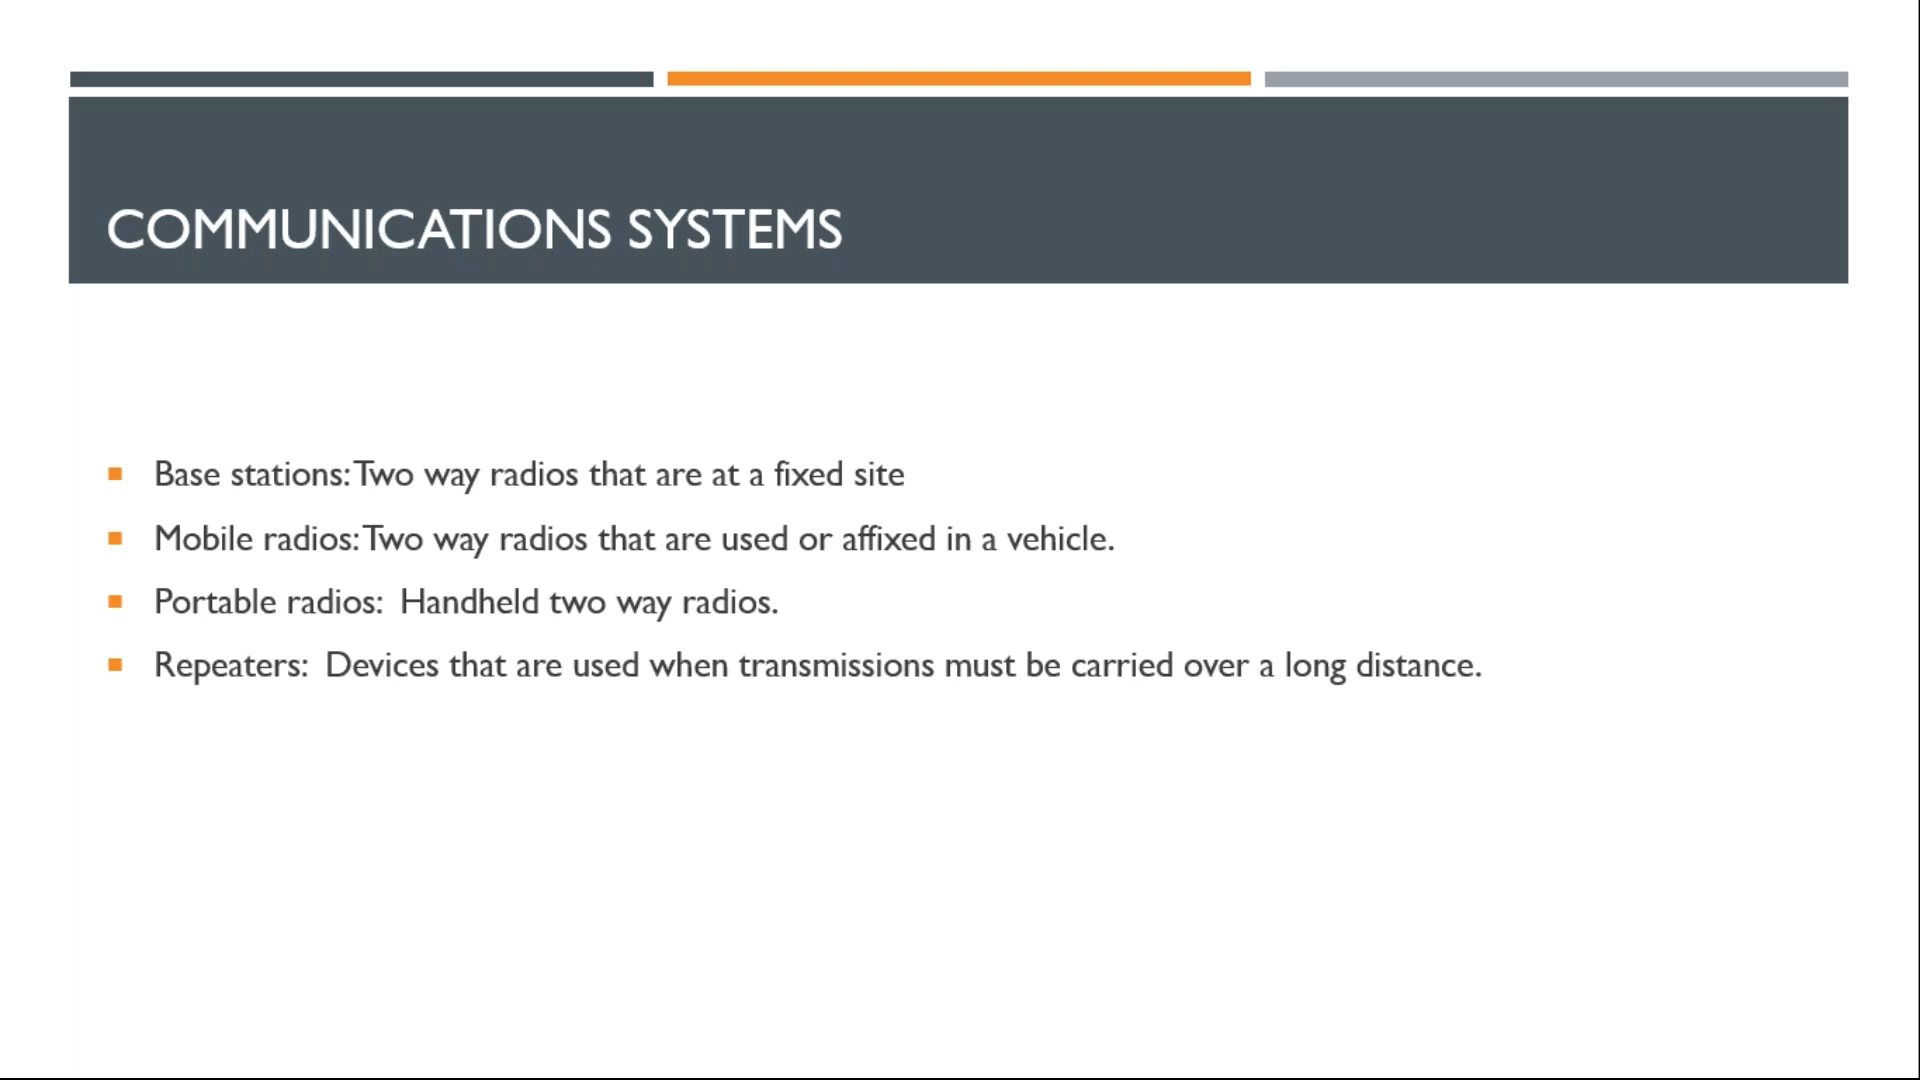 COMMUNICATIONS SYSTEMS
Base stations: Two way radios that are at a fixed site
Mobile radios: Two way radios that are used or affixed in a vehicle.
Portable radios:  Handheld two way radios.
Repeaters:  Devices that are used when transmissions must be carried over a long distance.